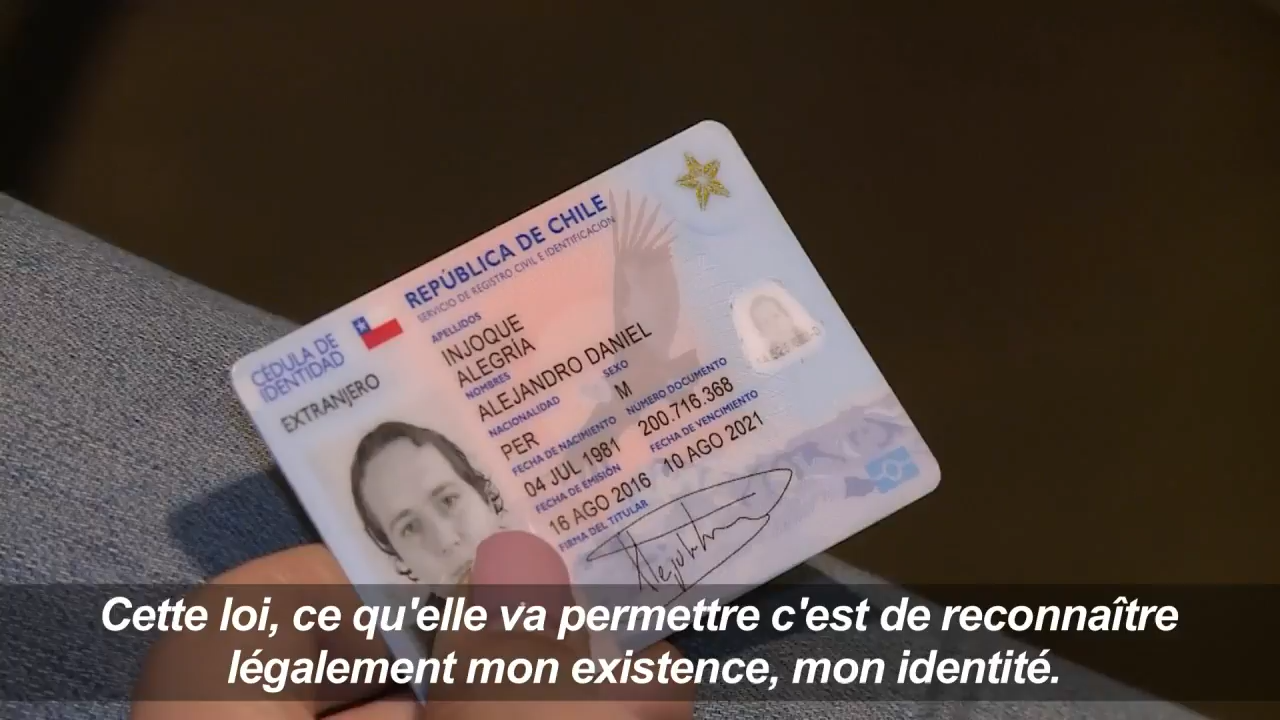 REPÚBLICA DE CHILE
SERVICIO DE REGISTRO CIVIL E IDENTIFICACIÓN
CÉDULA DE
IDENTIDAD
EXTRANJERO
APELLIDOS
INJOQUE
ALEGRÍA
NOMBRES
ALEJANDRO DANIEL
NACIONALIDAD SEXO
PER M
FECHA DE NACIMIENTO NUMERO DOCUMENTO
04 JUL 1981 200.716.368
FECHA DE EMISIÓN FECHA DE VENCIMIENTO
16 AGO 2016 10 AGO 2021
FIRMA DEL TITULAR
Cette loi, ce qu'elle va permettre c'est de reconnaître
légalement mon existence, mon identité.